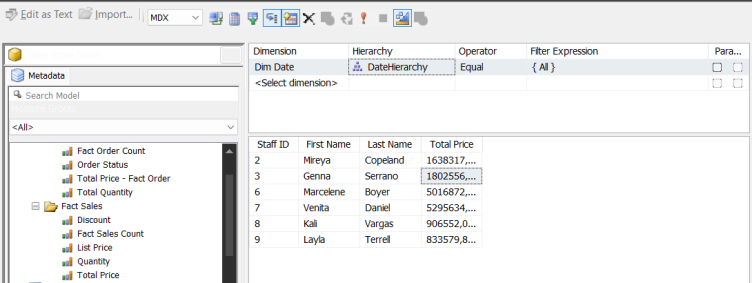 Edit as Text Import... MDX
Metadata
Search Model
<All>
Fact Order Count
Order Status
Total Price - Fact Order
Total Quantity
Fact Sales
Discount
Fact Sales Count
List Price
Quantity
Total Price
Dimension Hierarchy Operator Filter Expression Para...
Dim Date DateHierarchy Equal { All }
<Select dimension>
Staff ID First Name Last Name Total Price
2 Mireya Copeland 1638317,...
3 Genna Serrano 1802556,...
6 Marcelene Boyer 5016872,...
7 Venita Daniel 5295634,...
8 Kali Vargas 906552,0...
9 Layla Terrell 833579,8...